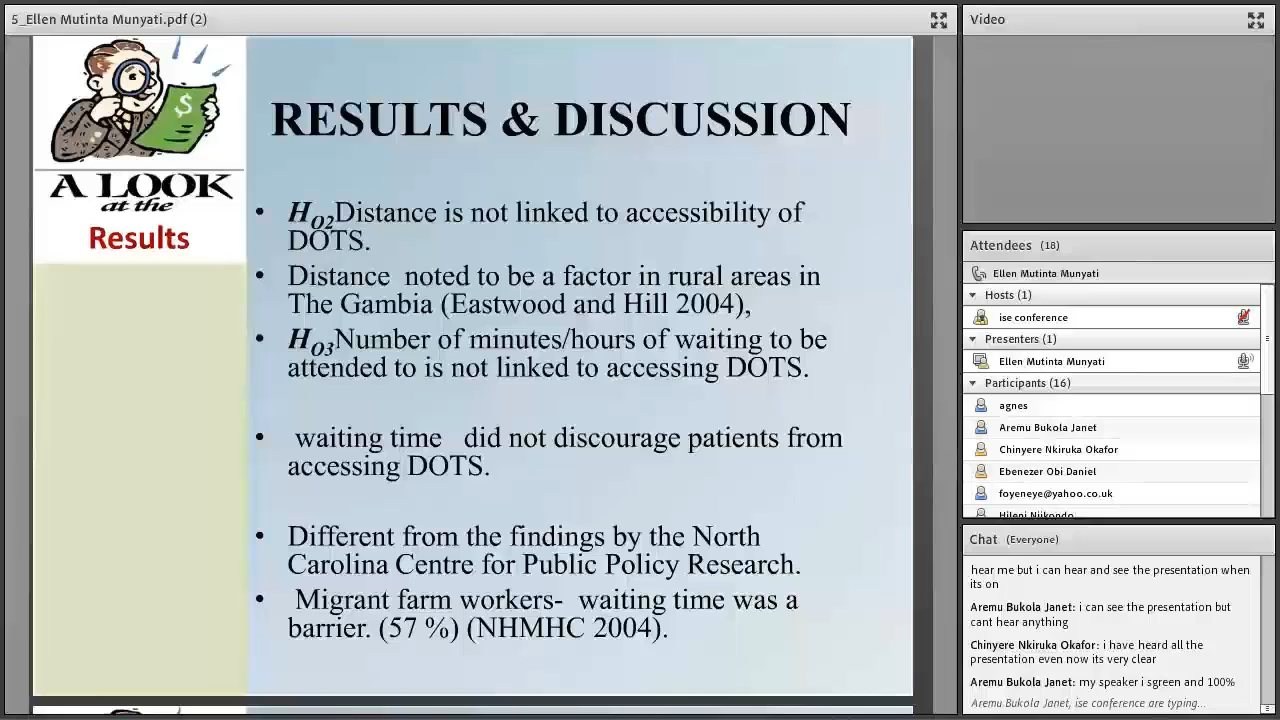 5_Ellen Mutinta Munyati.pdf (2)
$
A LOOK
at the
Results
RESULTS & DISCUSSION
• HO2Distance is not linked to accessibility of
DOTS.
• Distance noted to be a factor in rural areas in
The Gambia (Eastwood and Hill 2004),
• HO3Number of minutes/hours of waiting to be
attended to is not linked to accessing DOTS.
• waiting time did not discourage patients from
accessing DOTS.
• Different from the findings by the North
Carolina Centre for Public Policy Research.
• Migrant farm workers- waiting time was a
barrier. (57 %) (NHMHC 2004).
Video
Attendees (18)
Ellen Mutinta Munyati
Hosts (1)
ise conference
Presenters (1)
Ellen Mutinta Munyati
Participants (16)
agnes
Aremu Bukola Janet
Chinyere Nkiruka Okafor
Ebenezer Obi Daniel
foyeneye@yahoo.co.uk
Chat (Everyone)
hear me but i can hear and see the presentation when
its on
Aremu Bukola Janet: i can see the presentation but
cant hear anything
Chinyere Nkiruka Okafor: i have heard all the
presentation even now its very clear
Aremu Bukola Janet: my speaker i sgreen and 100%
Aremu Bukola Janet, ise conference are typing...